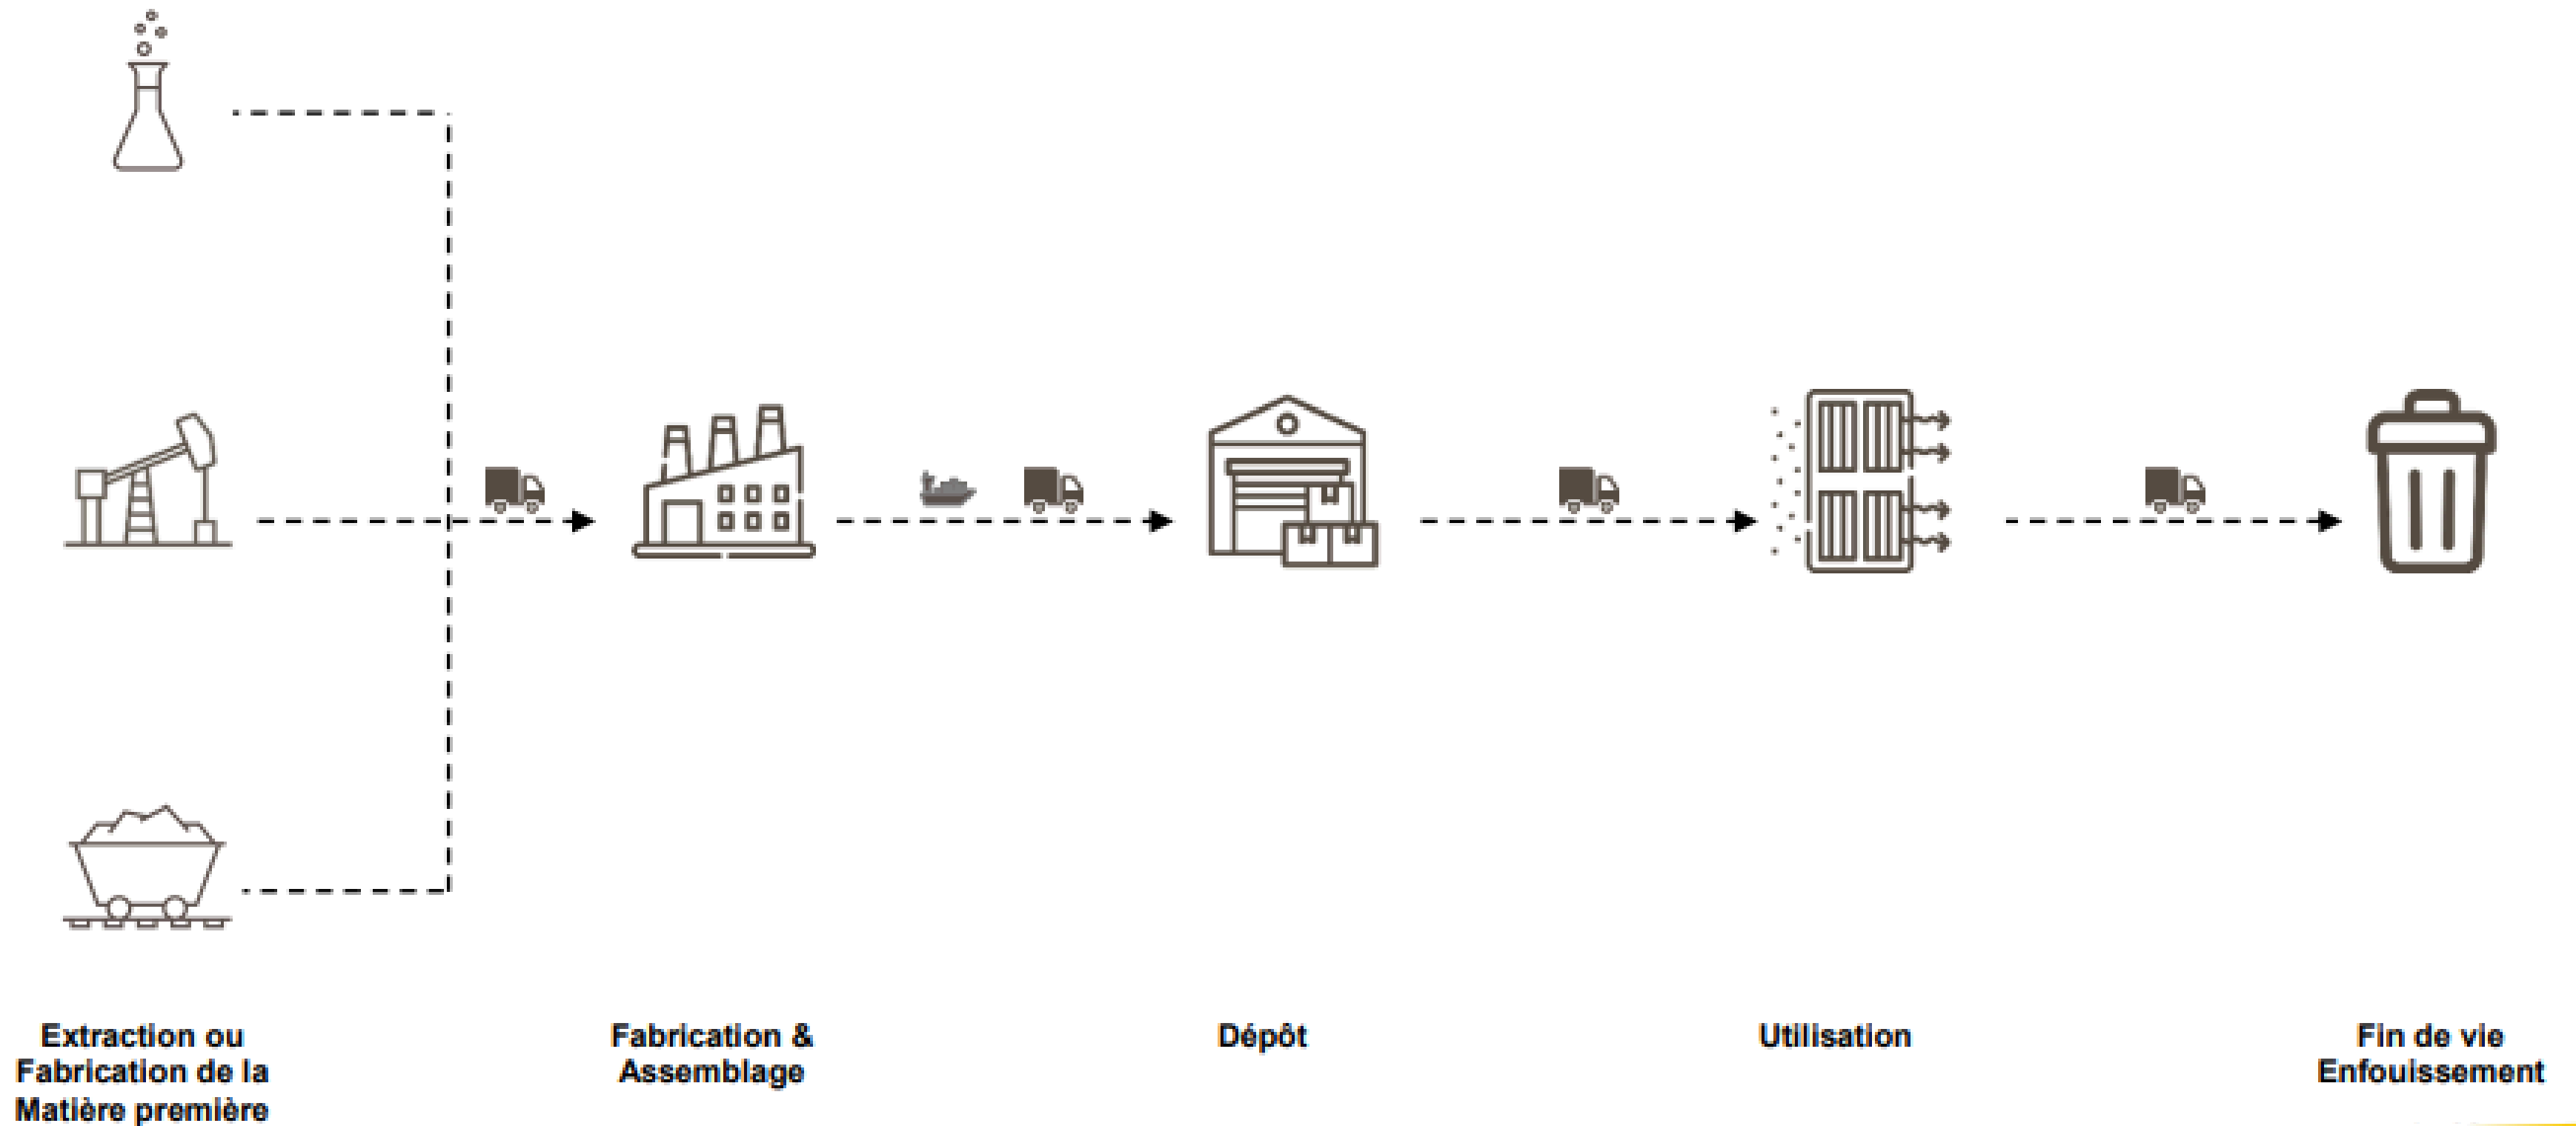 Extraction ou
Fabrication de la
Matière première
Fabrication &
Assemblage
Dépôt
Utilisation
Fin de vie
Enfouissement